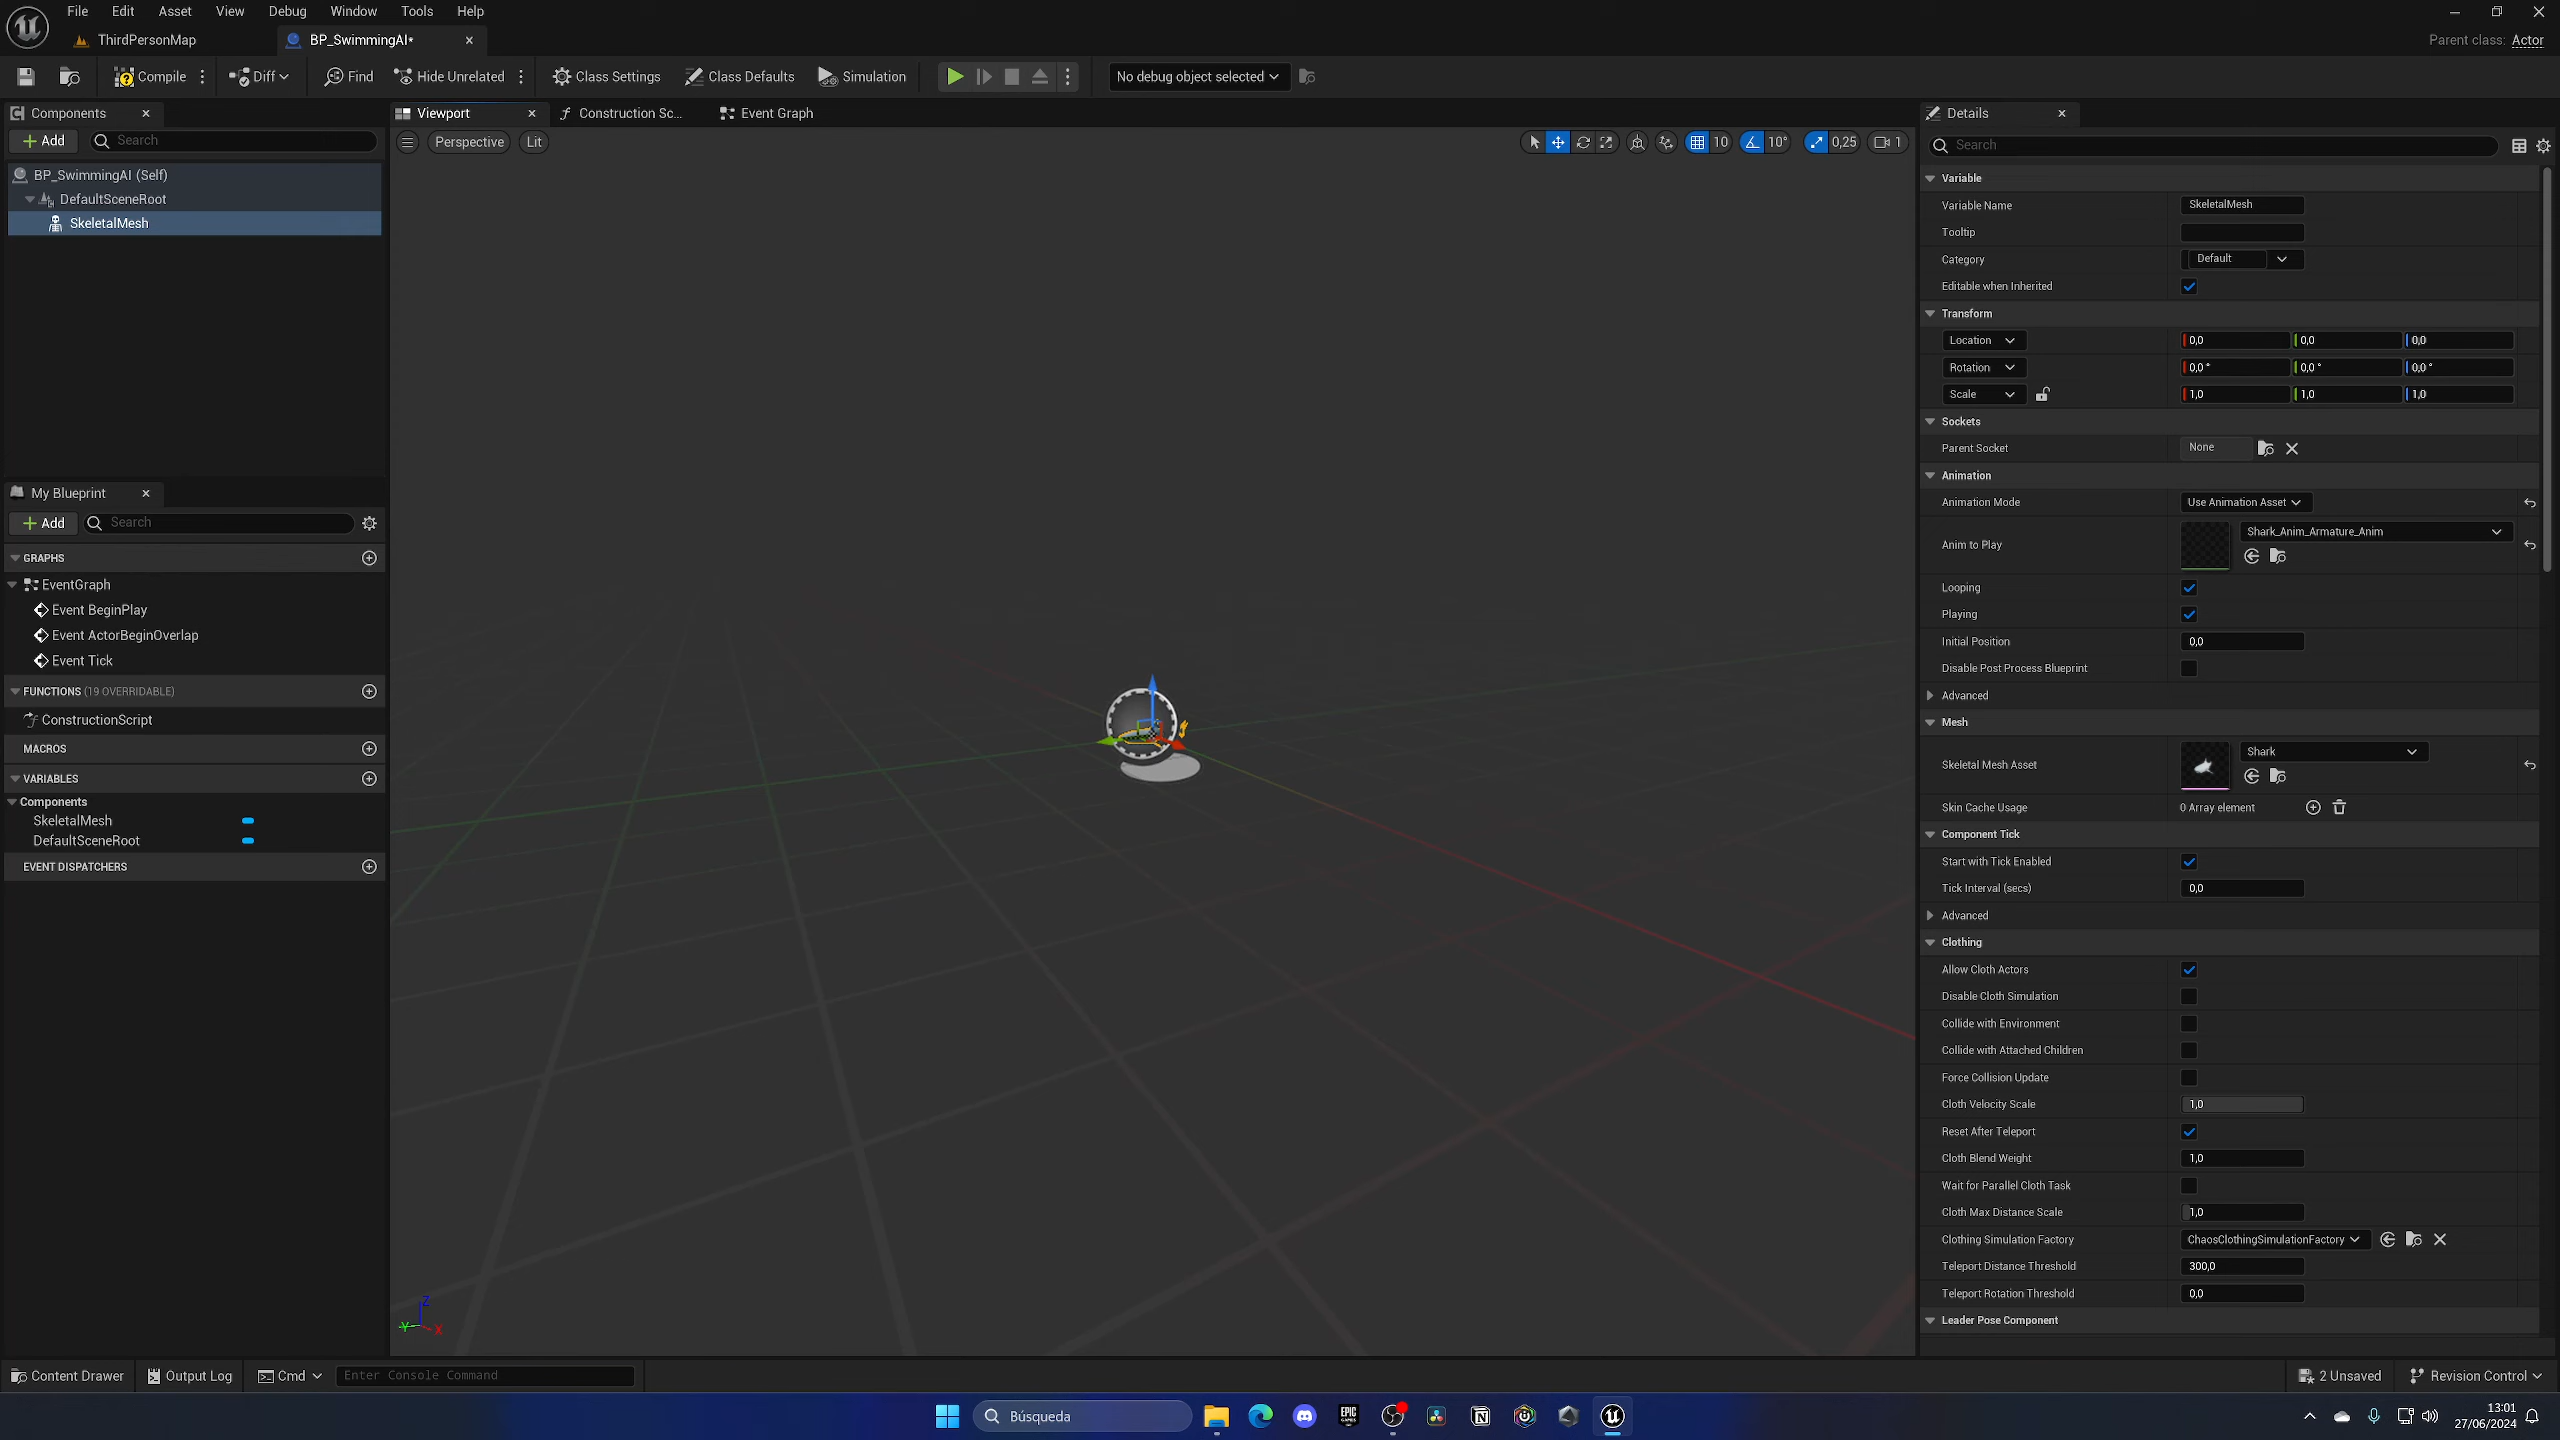 File Edit Asset View Debug Window Tools Help
ThirdPersonMap
BP_SwimmingAI*
Parent class: Actor
Compile
Diff
Find
Hide Unrelated
Class Settings
Class Defaults
Simulation
No debug object selected
Components
Add
Search
BP_SwimmingAI (Self)
DefaultSceneRoot
SkeletalMesh
My Blueprint
Add
Search
GRAPHS
EventGraph
Event BeginPlay
Event ActorBeginOverlap
Event Tick
FUNCTIONS (19 OVERRIDABLE)
ConstructionScript
MACROS
VARIABLES
Components
SkeletalMesh
DefaultSceneRoot
EVENT DISPATCHERS
Viewport
Construction Sc...
Event Graph
Perspective
Lit
10
10°
0,25
1
Z
Y
X
Details
Search
Variable
Variable Name SkeletalMesh
Tooltip
Category Default
Editable when Inherited
Transform
Location 0,0 0,0 0,0
Rotation 0,0 ° 0,0 ° 0,0 °
Scale 1,0 1,0 1,0
Sockets
Parent Socket None
Animation
Animation Mode Use Animation Asset
Anim to Play Shark_Anim_Armature_Anim
Looping
Playing
Initial Position 0,0
Disable Post Process Blueprint
Advanced
Mesh
Skeletal Mesh Asset Shark
Skin Cache Usage 0 Array element
Component Tick
Start with Tick Enabled
Tick Interval (secs) 0,0
Advanced
Clothing
Allow Cloth Actors
Disable Cloth Simulation
Collide with Environment
Collide with Attached Children
Force Collision Update
Cloth Velocity Scale 1,0
Reset After Teleport
Cloth Blend Weight 1,0
Wait for Parallel Cloth Task
Cloth Max Distance Scale 1,0
Clothing Simulation Factory ChaosClothingSimulationFactory
Teleport Distance Threshold 300,0
Teleport Rotation Threshold 0,0
Leader Pose Component
Content Drawer
Output Log
Cmd
Enter Console Command
2 Unsaved
Revision Control
Búsqueda
EPIC
GAMES
13:01
27/06/2024